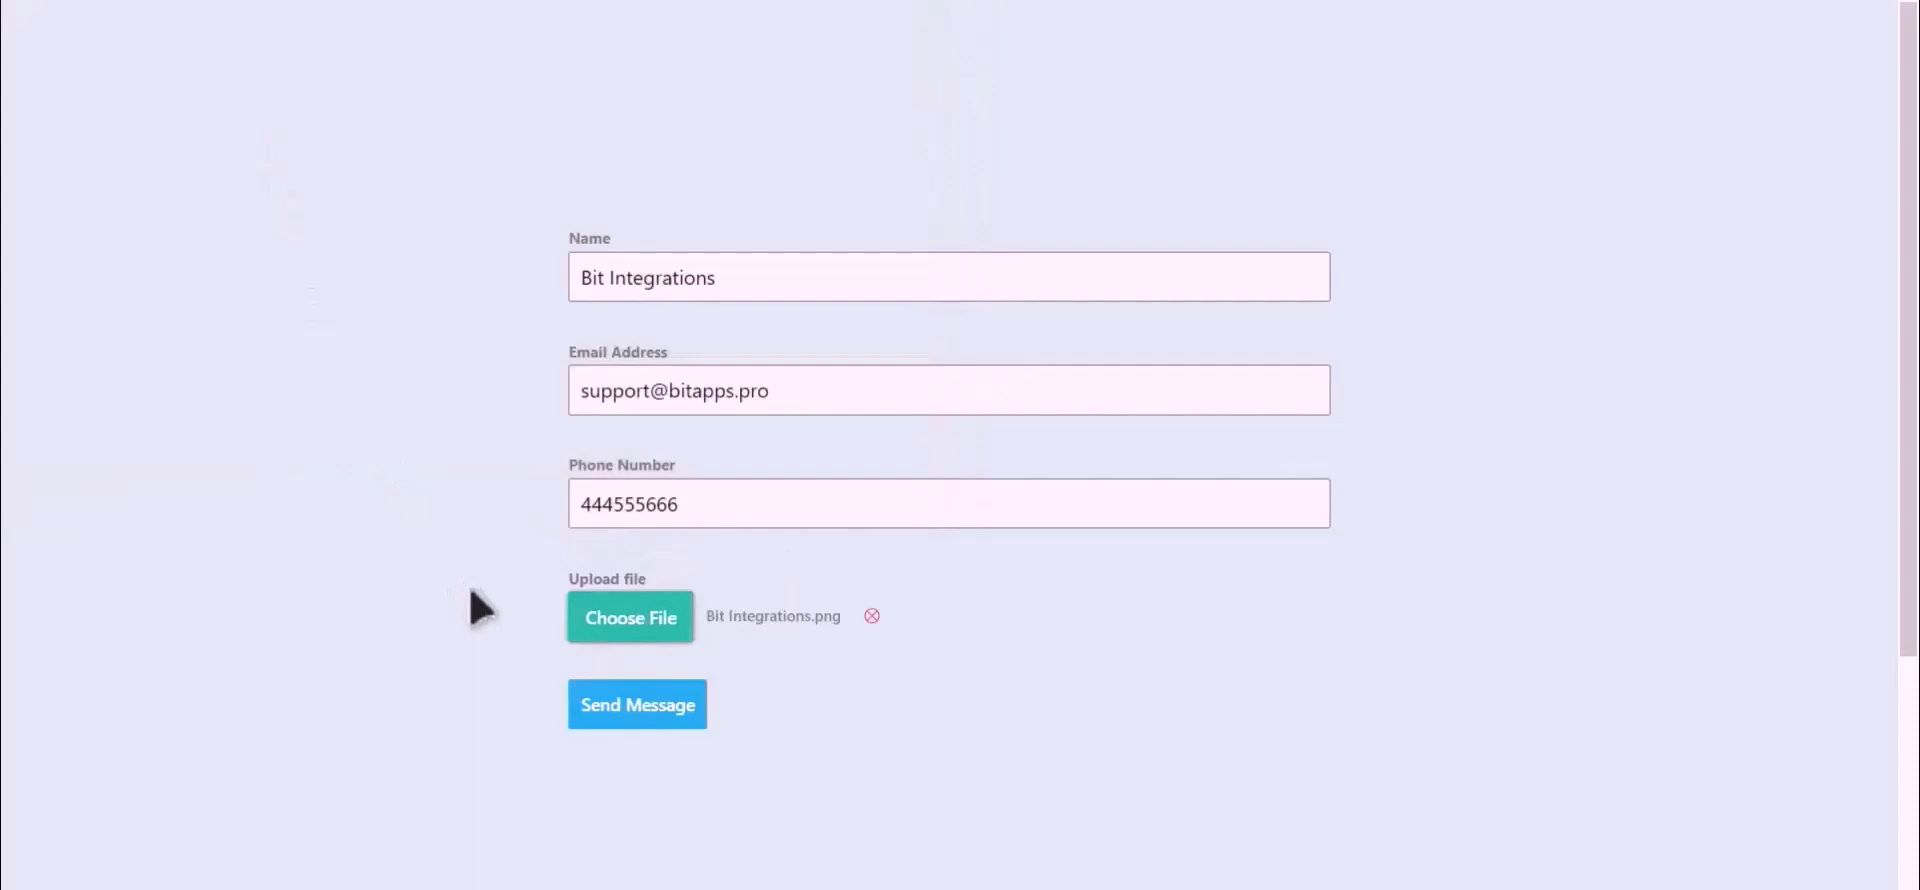 Name
Bit Integrations
Email Address
support@bitapps.pro
Phone Number
444555666
Upload file
Choose File Bit Integrations.png
Send Message